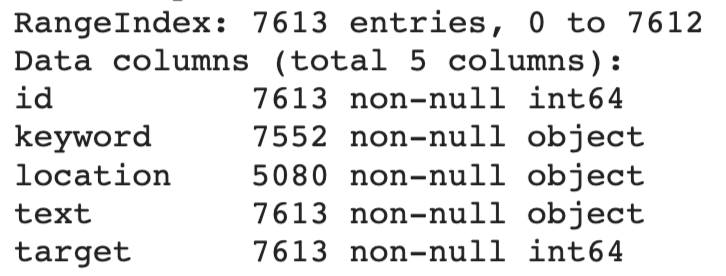 RangeIndex: 7613 entries, 0 to 7612
Data columns (total 5 columns):
id          7613 non-null int64
keyword     7552 non-null object
location    5080 non-null object
text        7613 non-null object
target      7613 non-null int64